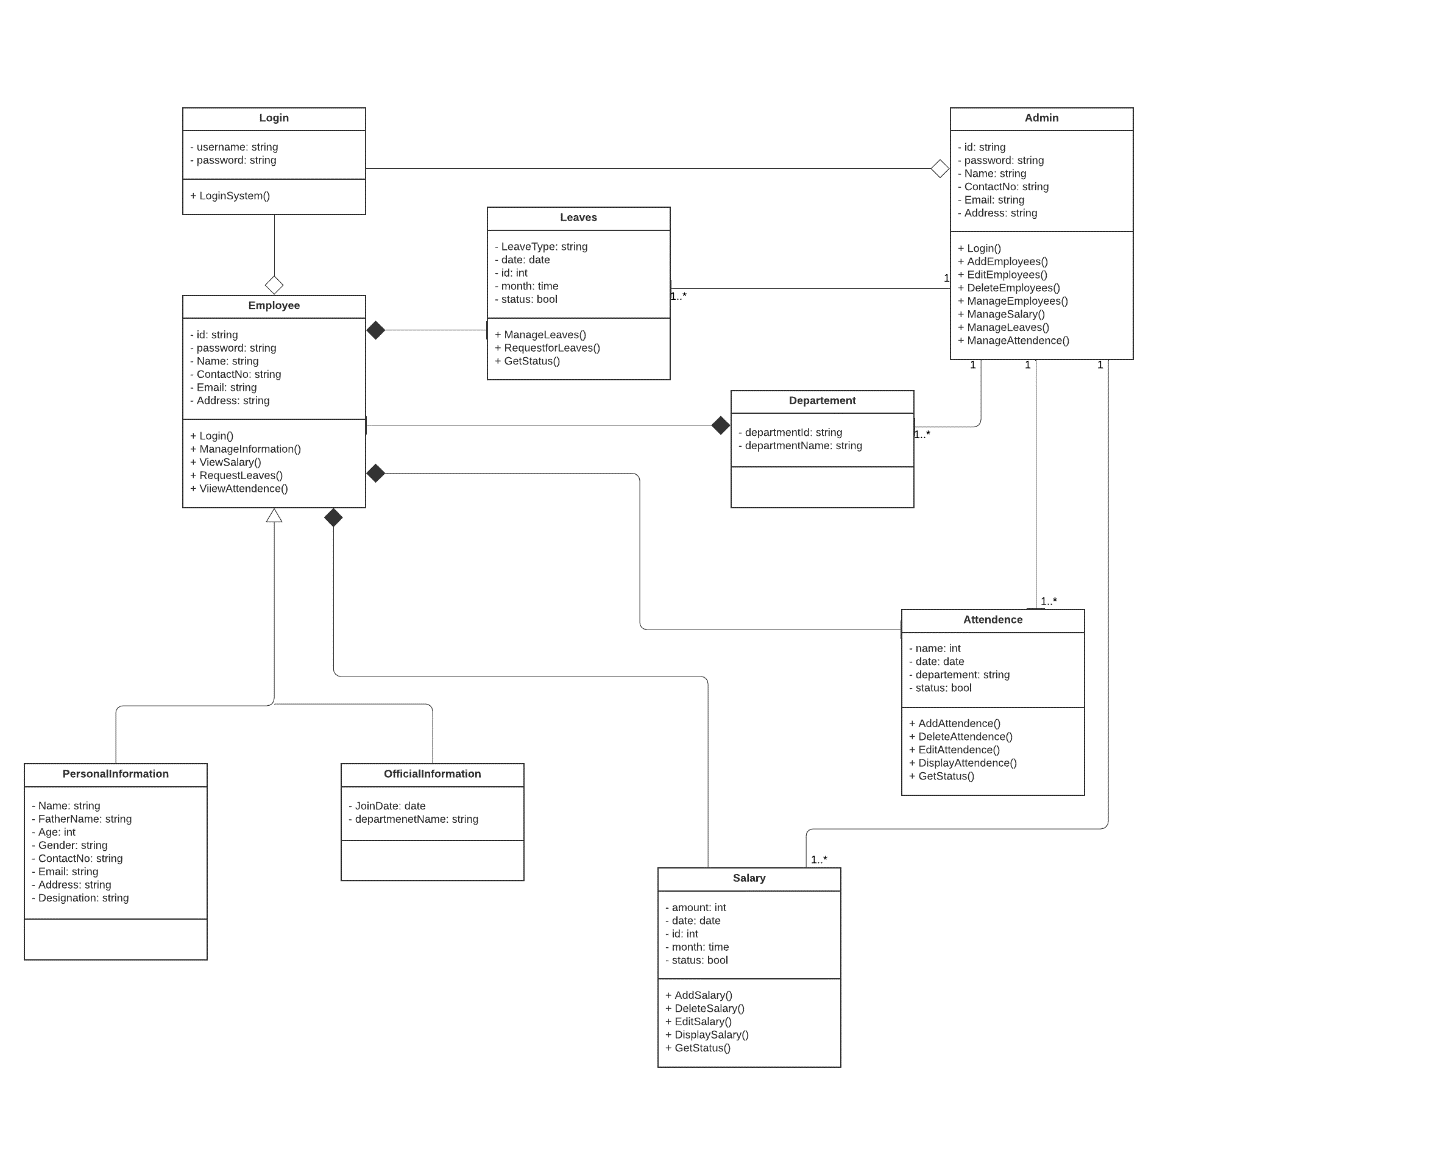 Login
- username: string
- password: string
+ LoginSystem()
Admin
- id: string
- password: string
- Name: string
- ContactNo: string
- Email: string
- Address: string
+ Login()
+ AddEmployees()
+ EditEmployees()
+ DeleteEmployees()
+ ManageEmployees()
+ ManageSalary()
+ ManageLeaves()
+ ManageAttendence()
Leaves
- LeaveType: string
- date: date
- id: int
- month: time
- status: bool
+ ManageLeaves()
+ RequestforLeaves()
+ GetStatus()
1
1..*
Employee
- id: string
- password: string
- Name: string
- ContactNo: string
- Email: string
- Address: string
+ Login()
+ ManageInformation()
+ ViewSalary()
+ RequestLeaves()
+ ViiewAttendence()
1
1
1
Departement
- departmentId: string
- departmentName: string
1..*
1..*
Attendence
- name: int
- date: date
- departement: string
- status: bool
+ AddAttendence()
+ DeleteAttendence()
+ EditAttendence()
+ DisplayAttendence()
+ GetStatus()
PersonalInformation
- Name: string
- FatherName: string
- Age: int
- Gender: string
- ContactNo: string
- Email: string
- Address: string
- Designation: string
OfficialInformation
- JoinDate: date
- departmenetName: string
1..*
Salary
- amount: int
- date: date
- id: int
- month: time
- status: bool
+ AddSalary()
+ DeleteSalary()
+ EditSalary()
+ DisplaySalary()
+ GetStatus()